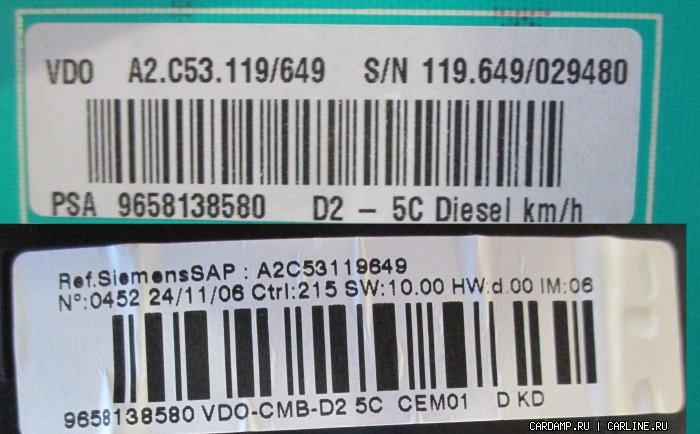 VDO A2.C53.119/649 S/N 119.649/029480
PSA 9658138580 D2 - 5C Diesel km/h
Ref.SiemensSAP : A2C53119649
Nº:0452 24/11/06 Ctrl:215 SW:10.00 HW:d.00 IM:06
9658138580 VDO-CMB-D2 5C CEM01 D KD
CARDAMP.RU | CARLINE.RU